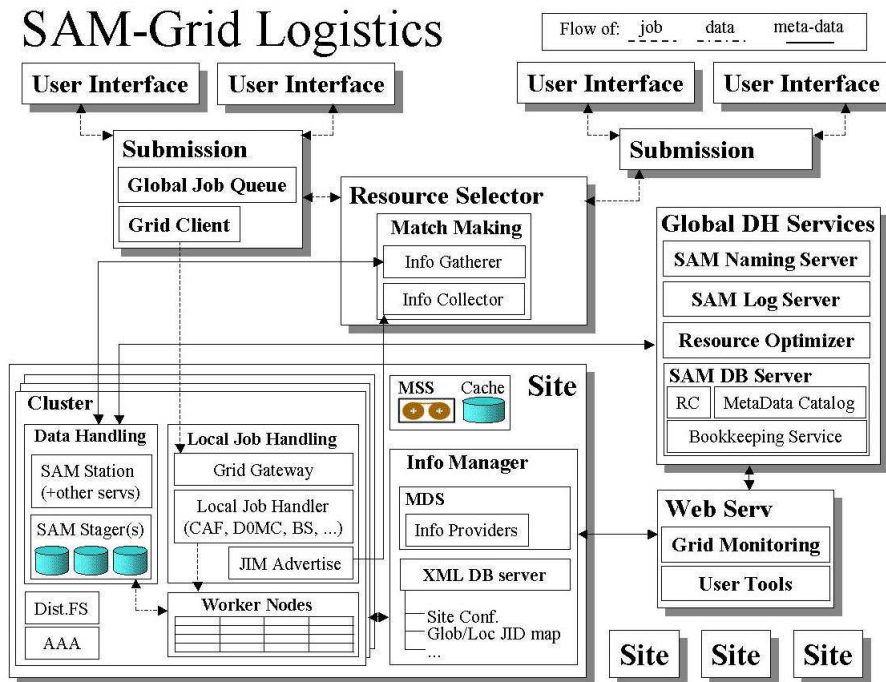 SAM-Grid Logistics
Flow of: job data meta-data
User Interface
User Interface
User Interface
User Interface
Submission
Global Job Queue
Grid Client
Submission
Resource Selector
Match Making
Info Gatherer
Info Collector
Global DH Services
SAM Naming Server
SAM Log Server
Resource Optimizer
SAM DB Server
RC
MetaData Catalog
Bookkeeping Service
Site
MSS
Cache
Cluster
Data Handling
SAM Station
(+other servs)
SAM Stager(s)
Dist.FS
AAA
Local Job Handling
Grid Gateway
Local Job Handler
(CAF, D0MC, BS, ...)
JIM Advertise
Worker Nodes
Info Manager
MDS
Info Providers
XML DB server
Site Conf.
Glob/Loc JID map
...
Web Serv
Grid Monitoring
User Tools
Site
Site
Site